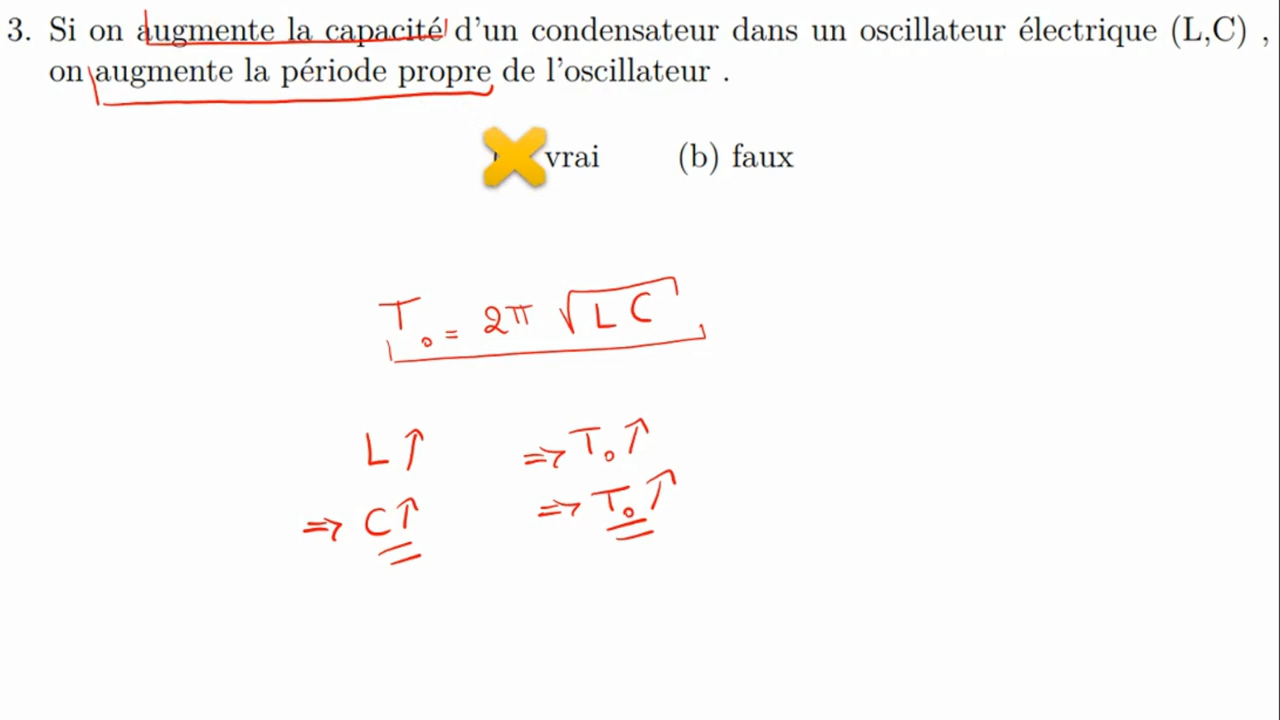 3. Si on augmente la capacité d'un condensateur dans un oscillateur électrique (L,C) ,
on augmente la période propre de l'oscillateur .
vrai (b) faux
T₀ = 2π √LC
L↑ ⇒ T₀↑
⇒ C↑ ⇒ T₀↑